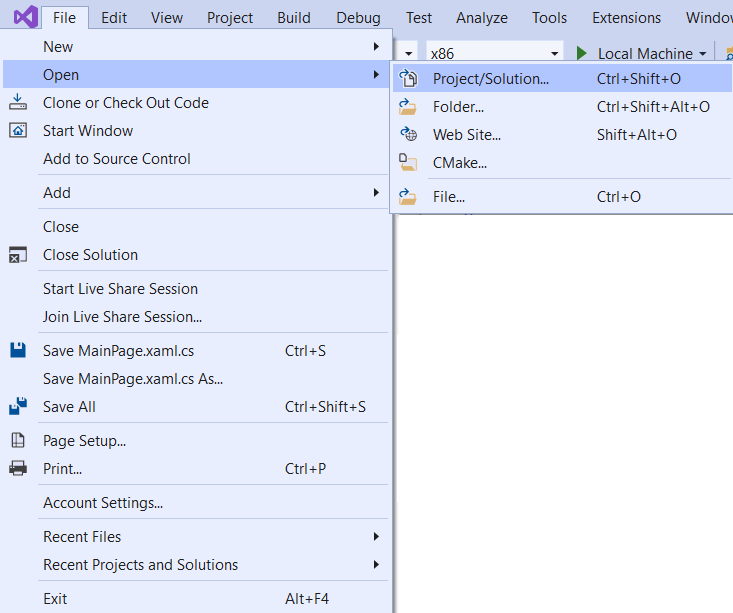 File Edit View Project Build Debug Test Analyze Tools Extensions
x86 Local Machine
New
Open
Clone or Check Out Code
Start Window
Add to Source Control
Add
Close
Close Solution
Start Live Share Session
Join Live Share Session...
Save MainPage.xaml.cs Ctrl+S
Save MainPage.xaml.cs As...
Save All Ctrl+Shift+S
Page Setup...
Print... Ctrl+P
Account Settings...
Recent Files
Recent Projects and Solutions
Exit Alt+F4
Project/Solution... Ctrl+Shift+O
Folder... Ctrl+Shift+Alt+O
Web Site... Shift+Alt+O
CMake...
File... Ctrl+O